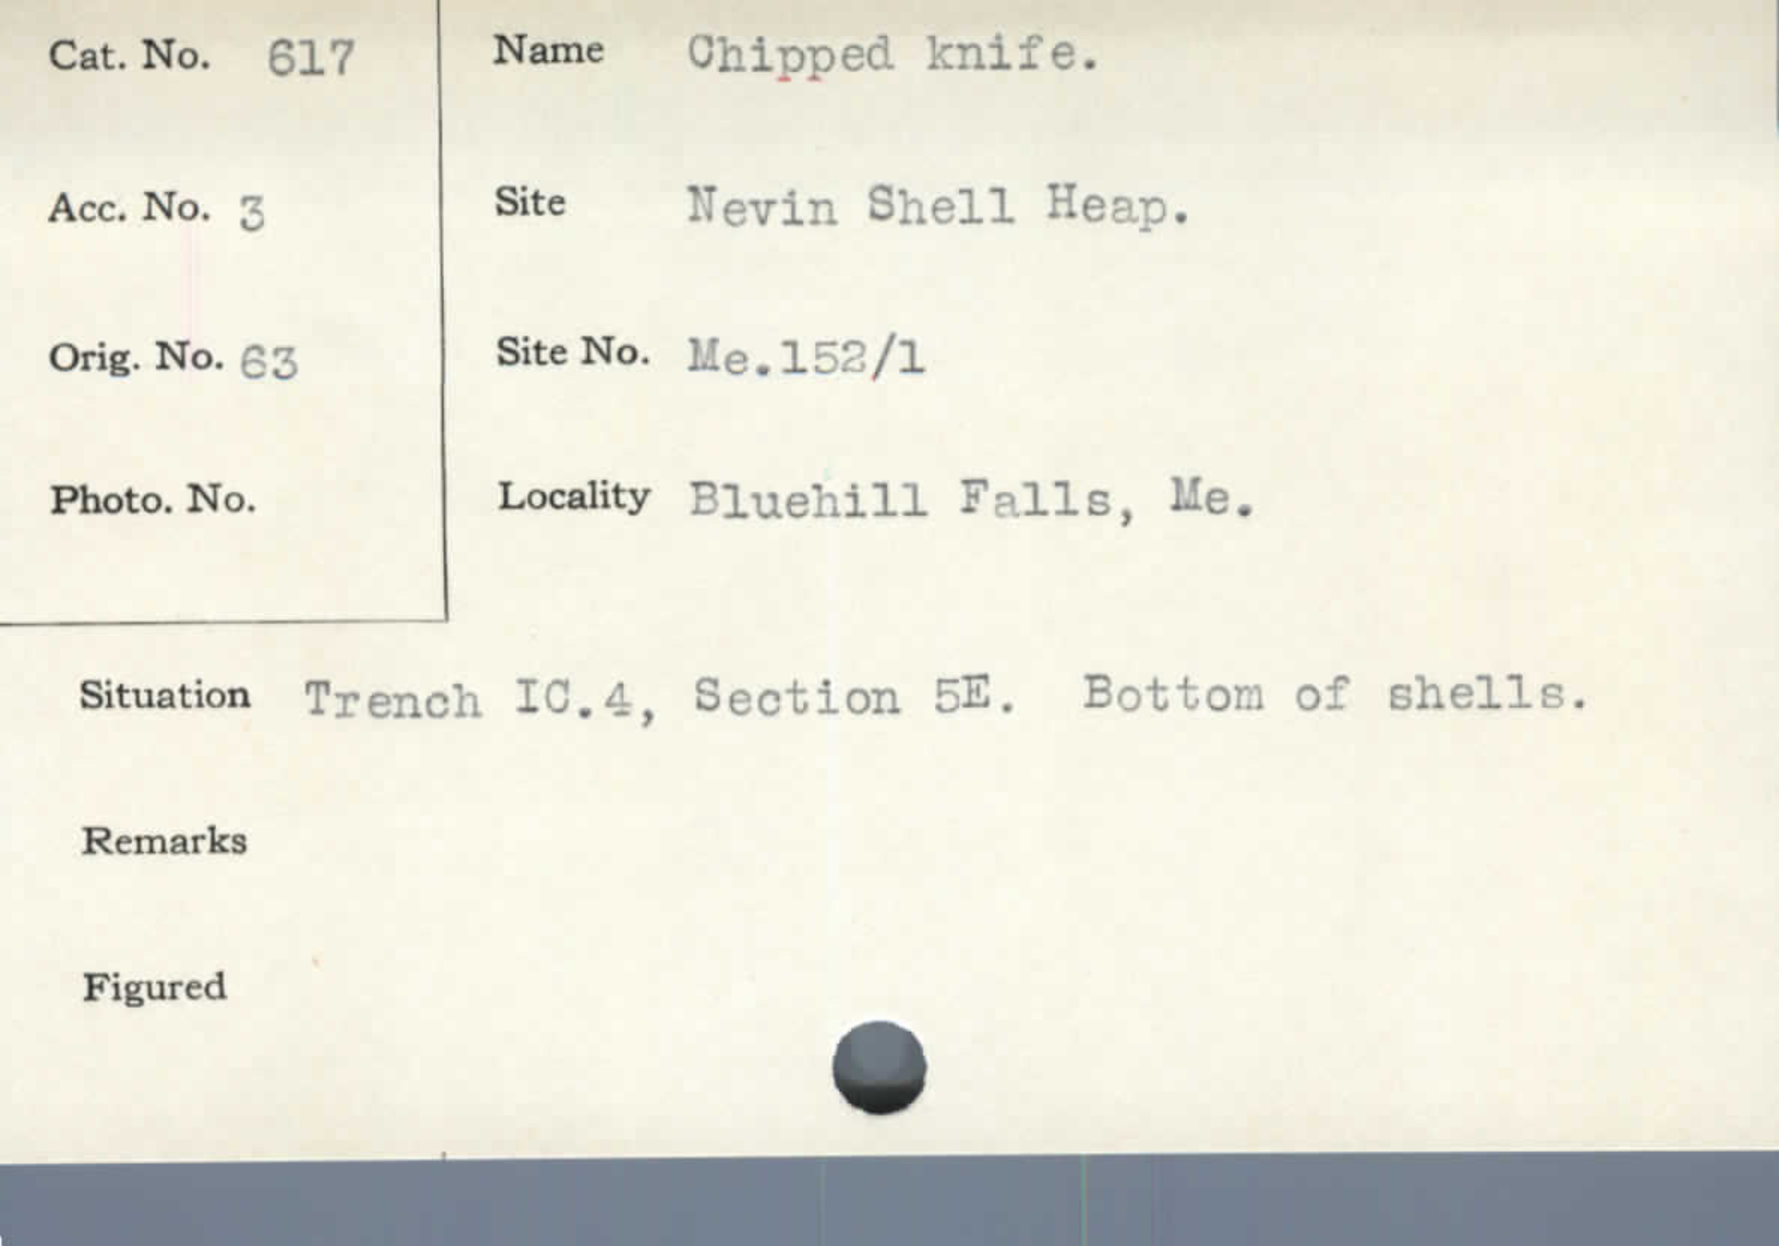 Cat. No. 617
Acc. No. 3
Orig. No. 63
Photo. No.
Name Chipped knife.
Site Nevin Shell Heap.
Site No. Me.152/1
Locality Bluehill Falls, Me.
Situation Trench IC.4, Section 5E. Bottom of shells.
Remarks
Figured